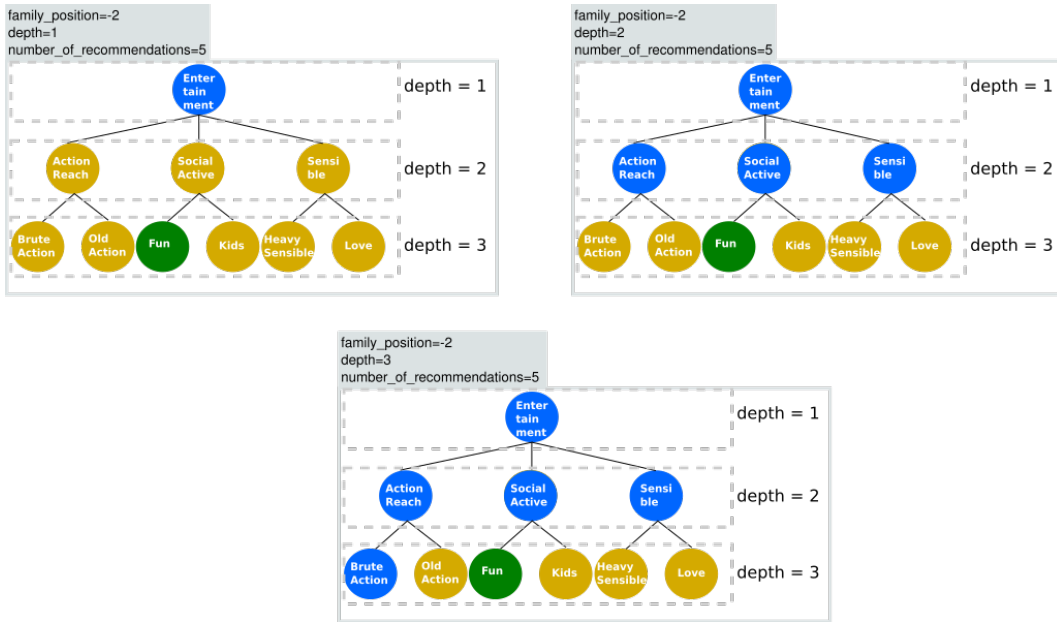 family_position=-2
depth=1
number_of_recommendations=5
Enter
tain
ment
depth = 1
Action
Reach
Social
Active
Sensi
ble
depth = 2
Brute
Action
Old
Action
Fun
Kids
Heavy
Sensible
Love
depth = 3
family_position=-2
depth=2
number_of_recommendations=5
Enter
tain
ment
depth = 1
Action
Reach
Social
Active
Sensi
ble
depth = 2
Brute
Action
Old
Action
Fun
Kids
Heavy
Sensible
Love
depth = 3
family_position=-2
depth=3
number_of_recommendations=5
Enter
tain
ment
depth = 1
Action
Reach
Social
Active
Sensi
ble
depth = 2
Brute
Action
Old
Action
Fun
Kids
Heavy
Sensible
Love
depth = 3